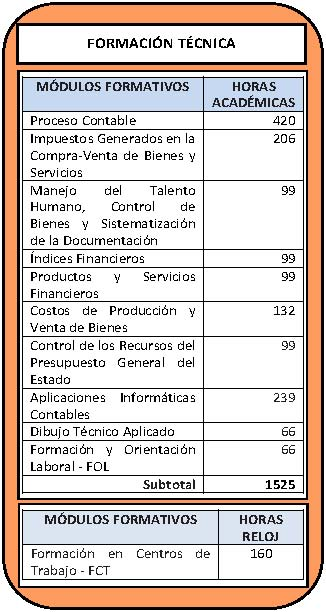 FORMACIÓN TÉCNICA
MÓDULOS FORMATIVOS HORAS
ACADÉMICAS
Proceso Contable 420
Impuestos Generados en la 206
Compra-Venta de Bienes y
Servicios
Manejo del Talento 99
Humano, Control de
Bienes y Sistematización
de la Documentación
Índices Financieros 99
Productos y Servicios 99
Financieros
Costos de Producción y 132
Venta de Bienes
Control de los Recursos del 99
Presupuesto General del
Estado
Aplicaciones Informáticas 239
Contables
Dibujo Técnico Aplicado 66
Formación y Orientación 66
Laboral - FOL
Subtotal 1525
MÓDULOS FORMATIVOS HORAS
RELOJ
Formación en Centros de 160
Trabajo - FCT